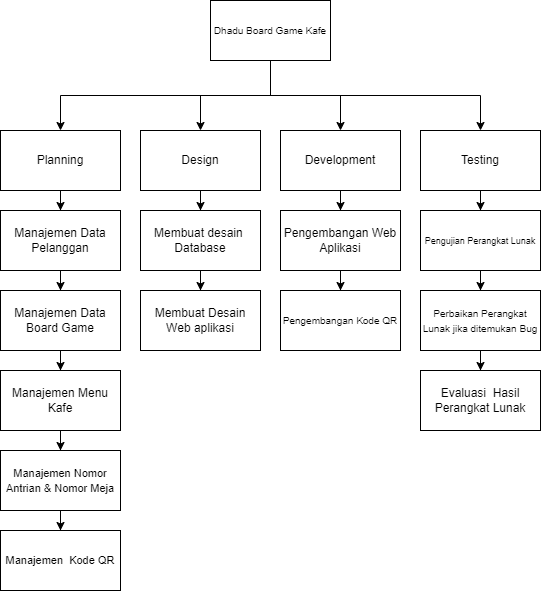 Dhadu Board Game Kafe
Planning
Design
Development
Testing
Manajemen Data
Pelanggan
Membuat desain
Database
Pengembangan Web
Aplikasi
Pengujian Perangkat Lunak
Manajemen Data
Board Game
Membuat Desain
Web aplikasi
Pengembangan Kode QR
Perbaikan Perangkat
Lunak jika ditemukan Bug
Manajemen Menu
Kafe
Evaluasi  Hasil
Perangkat Lunak
Manajemen Nomor
Antrian & Nomor Meja
Manajemen  Kode QR